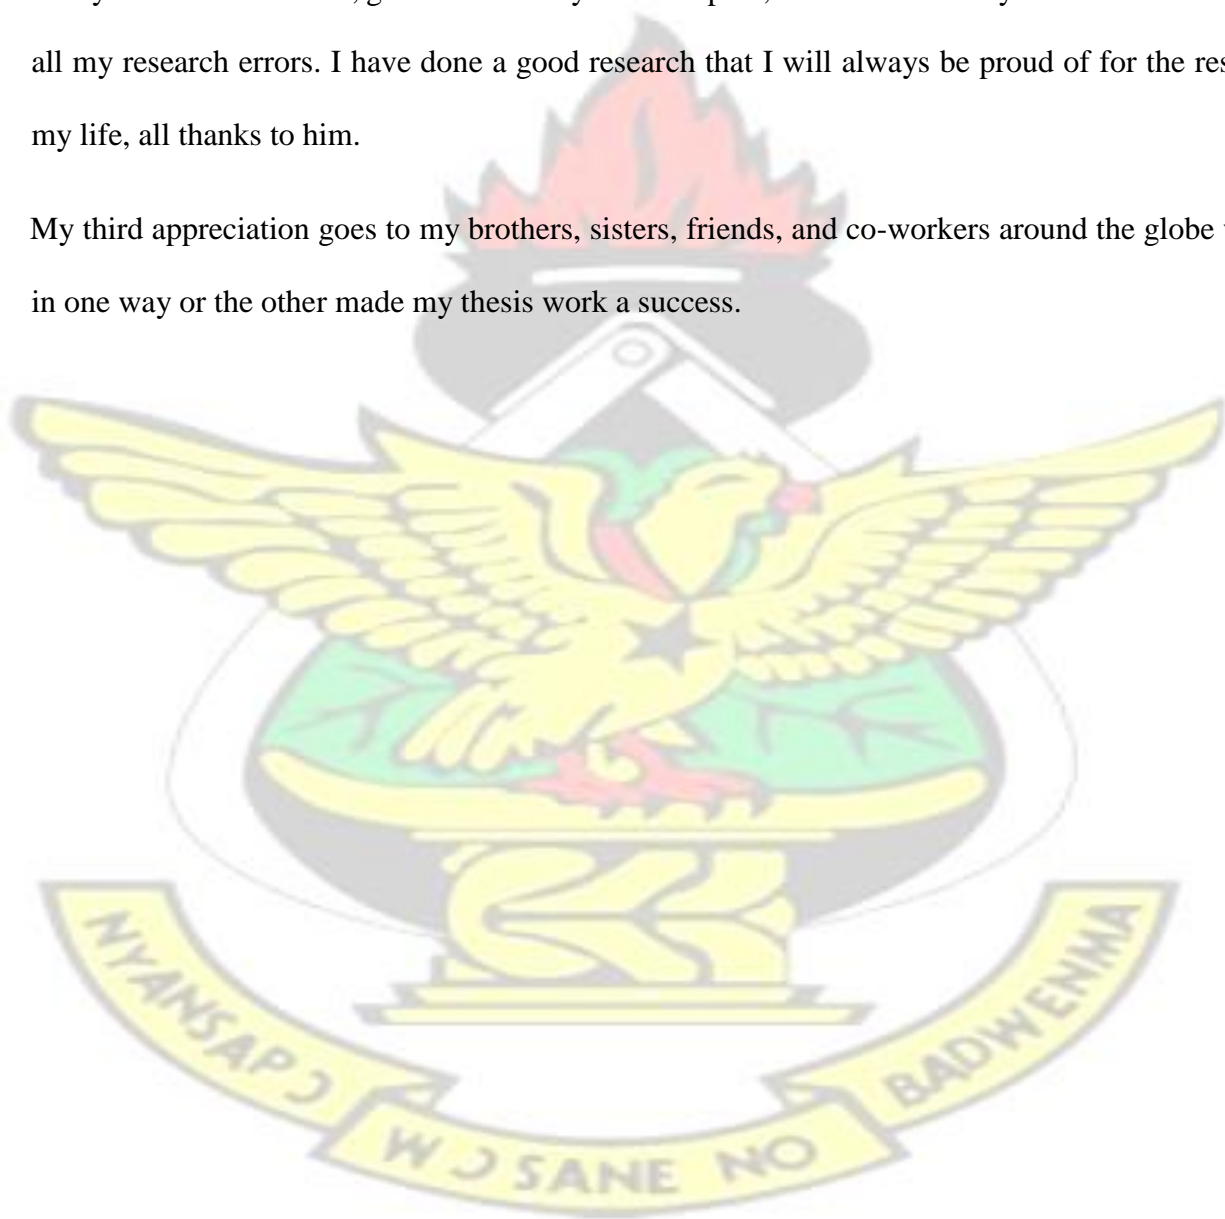 all my research errors. I have done a good research that I will always be proud of for the
my life, all thanks to him.
My third appreciation goes to my brothers, sisters, friends, and co-workers around the globe
in one way or the other made my thesis work a success.
NYANSAPƆ
WƆ SANE NO
BADWENMA